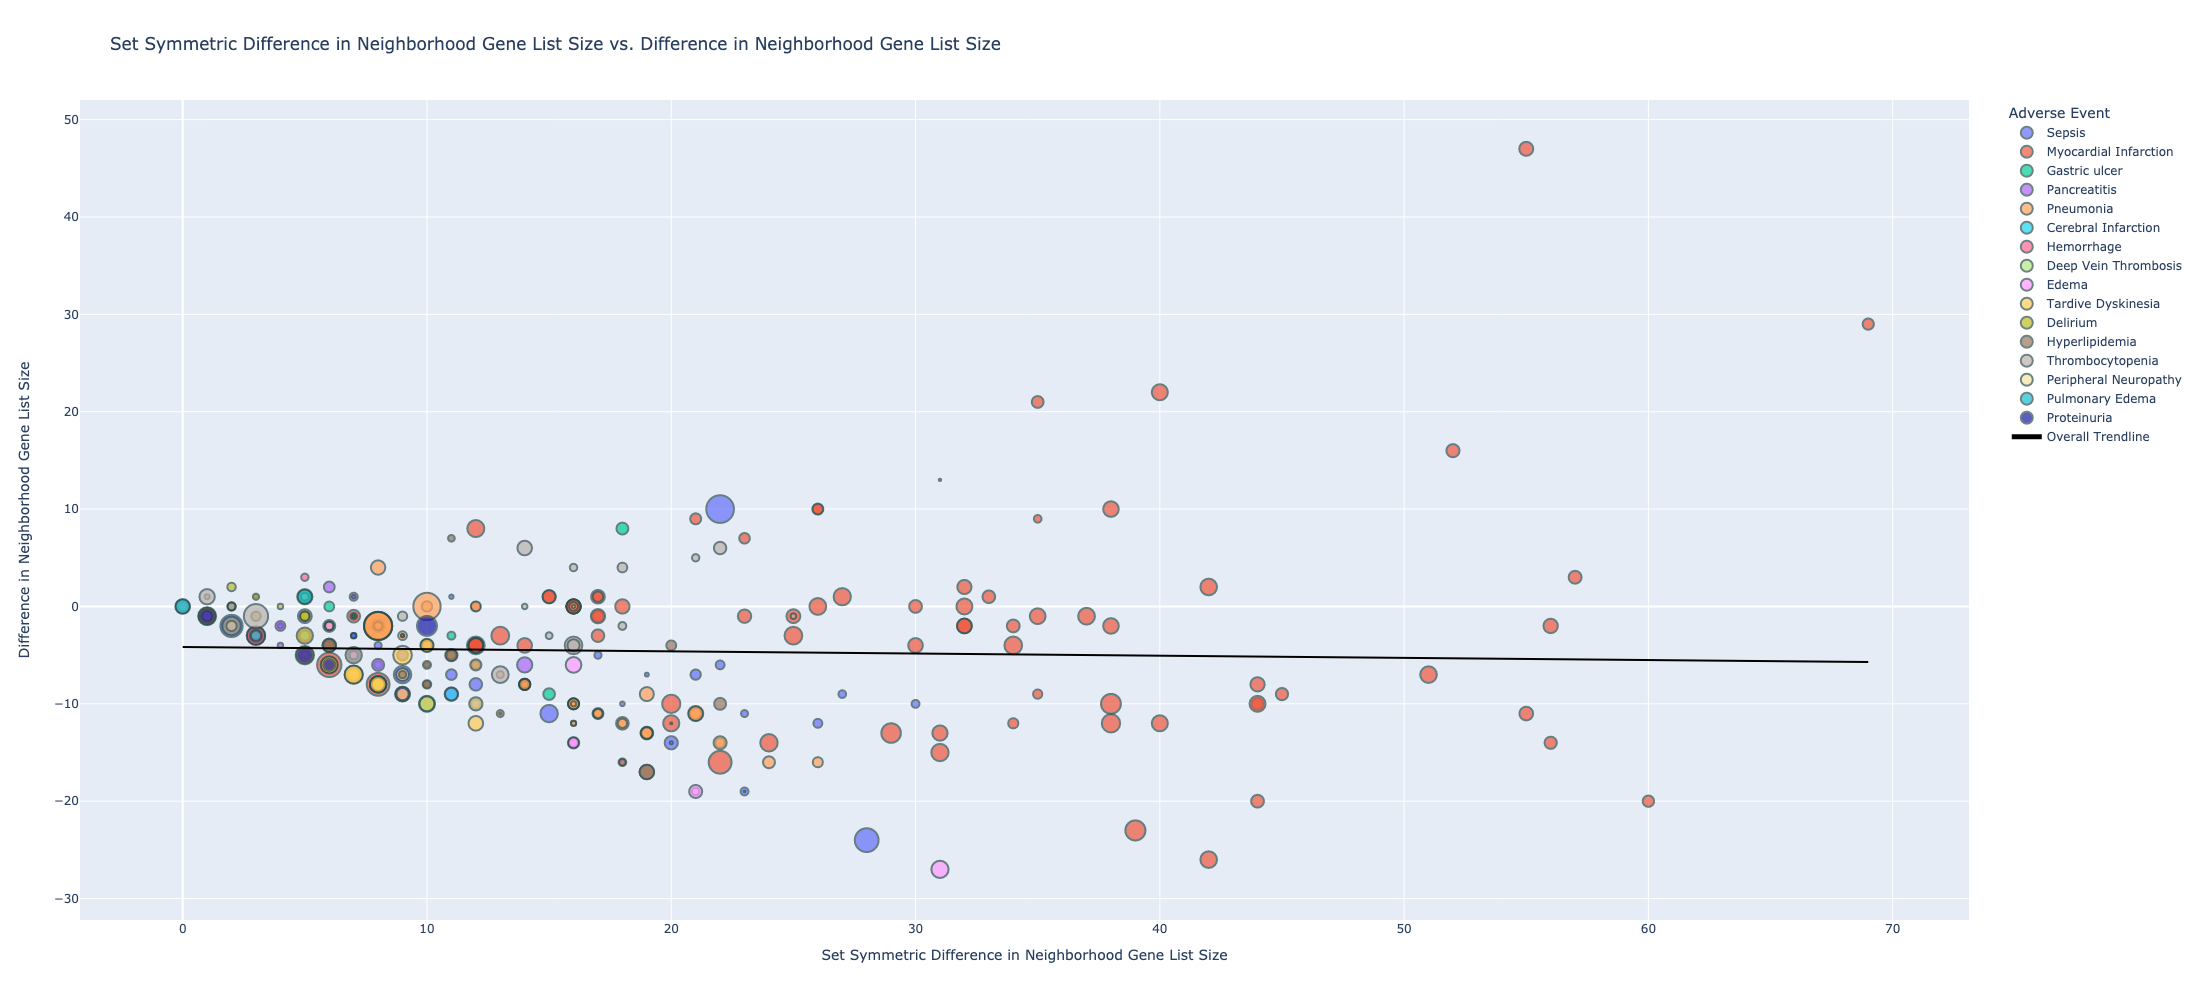 Set Symmetric Difference in Neighborhood Gene List Size vs. Difference in Neighborhood Gene List Size
Adverse Event
Sepsis
Myocardial Infarction
Gastric ulcer
Pancreatitis
Pneumonia
Cerebral Infarction
Hemorrhage
Deep Vein Thrombosis
Edema
Tardive Dyskinesia
Delirium
Hyperlipidemia
Thrombocytopenia
Peripheral Neuropathy
Pulmonary Edema
Proteinuria
Overall Trendline
Difference in Neighborhood Gene List Size
50
40
30
20
10
0
−10
−20
−30
0 10 20 30 40 50 60 70
Set Symmetric Difference in Neighborhood Gene List Size